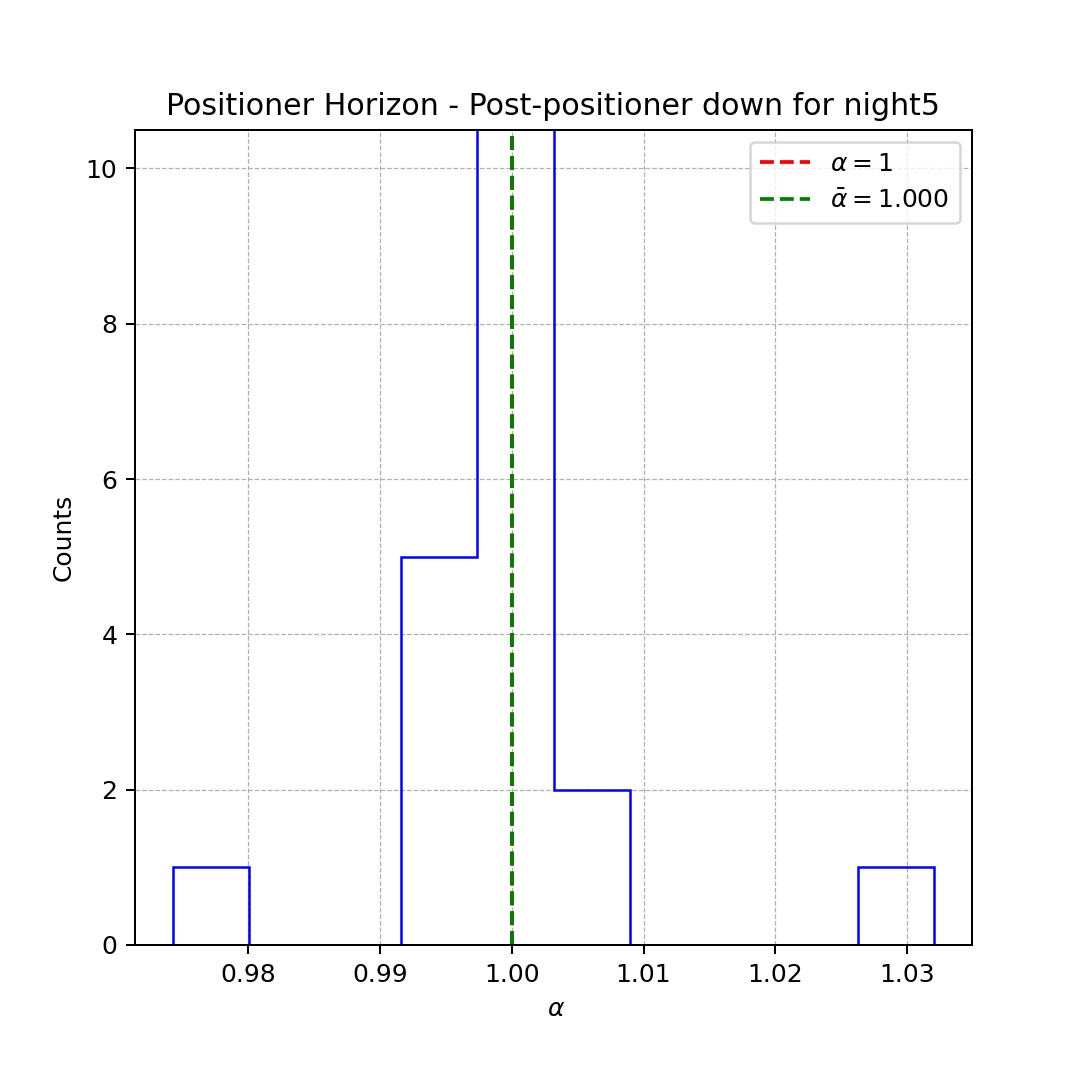 Positioner Horizon - Post-positioner down for night5
α = 1
ᾱ = 1.000
Counts
10
8
6
4
2
0
0.98 0.99 1.00 1.01 1.02 1.03
α